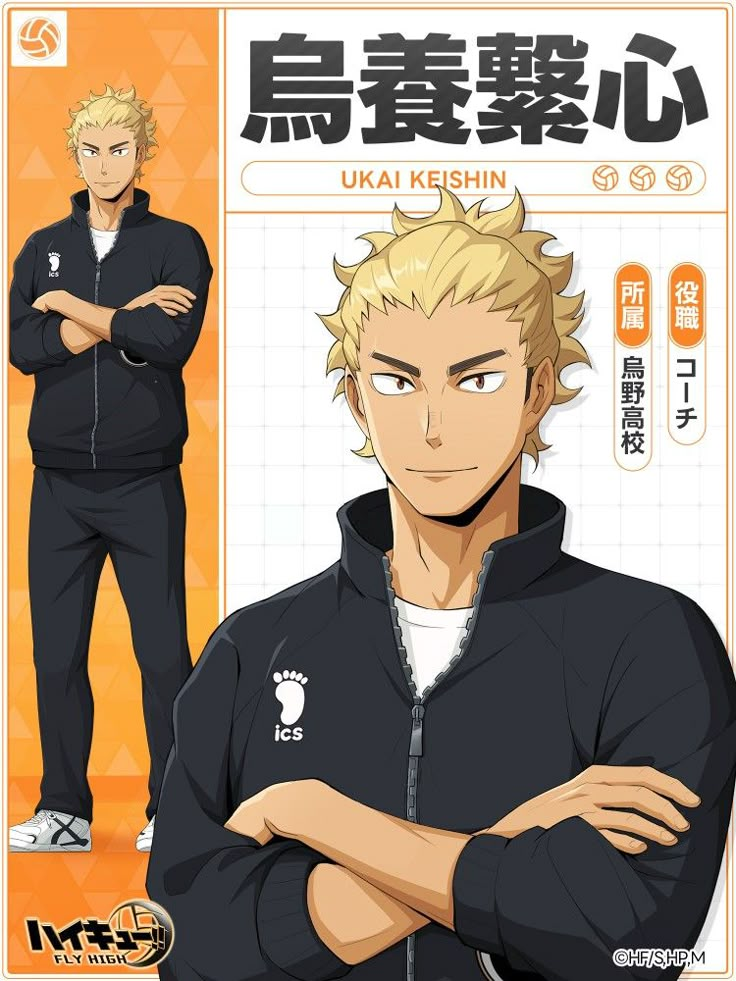 烏養繋心
UKAI KEISHIN
役職
コーチ
所属
烏野高校
ics
ics
ハイキュー!!
FLY HIGH
©HF/S,HP,M